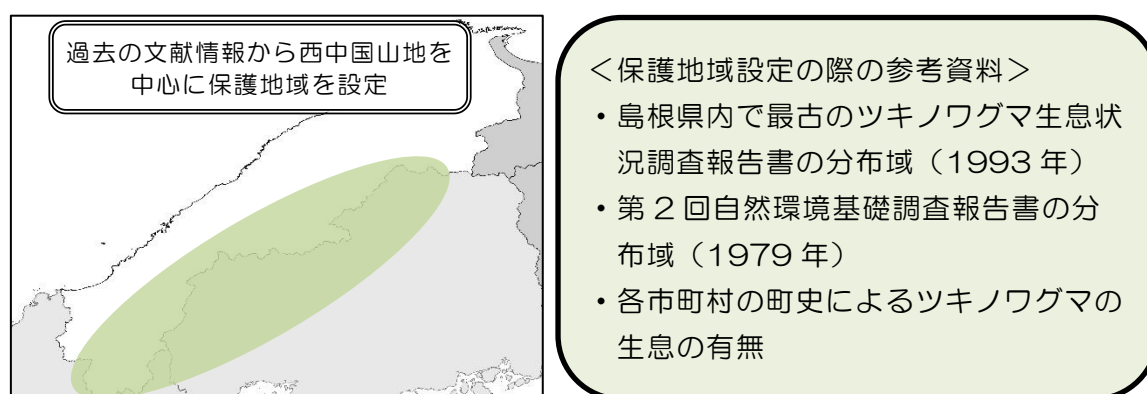 過去の文献情報から西中国山地を
中心に保護地域を設定
＜保護地域設定の際の参考資料＞
・島根県内で最古のツキノワグマ生息状
況調査報告書の分布域（1993 年）
・第 2 回自然環境基礎調査報告書の分
布域（1979 年）
・各市町村の町史によるツキノワグマの
生息の有無